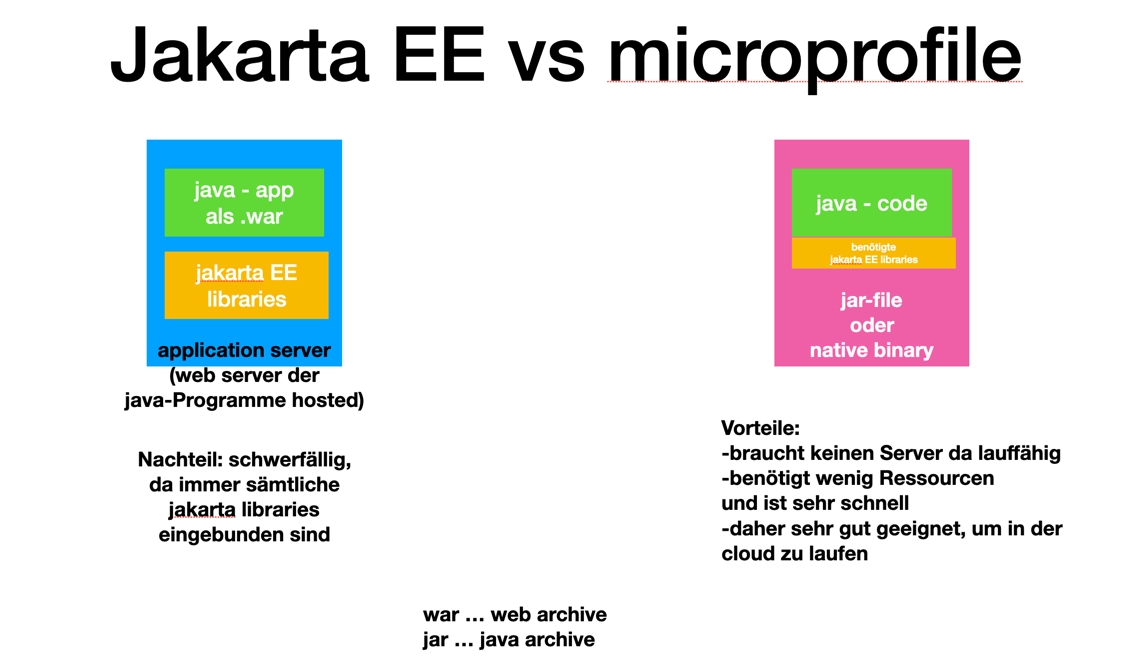 Jakarta EE vs microprofile
java - app
als .war
jakarta EE
libraries
application server
(web server der
java-Programme hosted)
Nachteil: schwerfällig,
da immer sämtliche
jakarta libraries
eingebunden sind
java - code
benötigte
jakarta EE libraries
jar-file
oder
native binary
Vorteile:
-braucht keinen Server da lauffähig
-benötigt wenig Ressourcen
und ist sehr schnell
-daher sehr gut geeignet, um in der
cloud zu laufen
war … web archive
jar … java archive